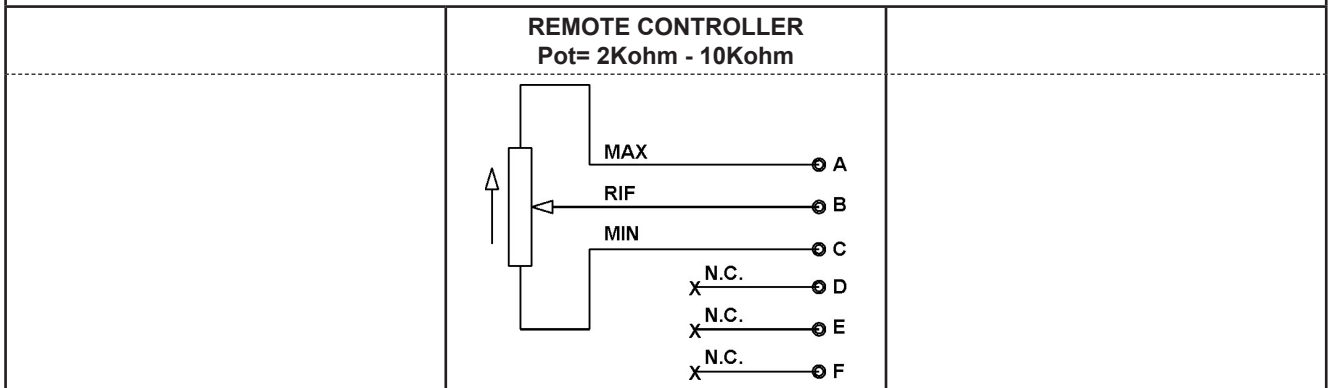 REMOTE CONTROLLER
Pot= 2Kohm - 10Kohm
MAX
A
RIF
B
MIN
C
N.C.
D
N.C.
E
N.C.
F